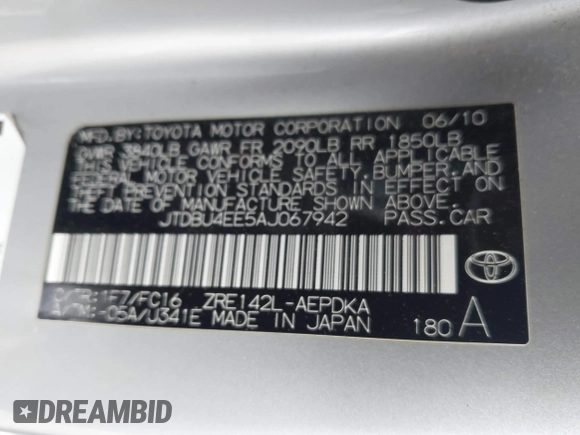 MFD. BY: TOYOTA MOTOR CORPORATION 06/10
GVWR 3840LB GAWR FR 2090LB RR 1850LB
THIS VEHICLE CONFORMS TO ALL APPLICABLE
FEDERAL MOTOR VEHICLE SAFETY, BUMPER, AND
THEFT PREVENTION STANDARDS IN EFFECT ON
THE DATE OF MANUFACTURE SHOWN ABOVE.
JTDBU4EE5AJ067942 PASS.CAR
C/TR: 1F7/FC16 ZRE142L-AEPDKA
A/TM: -05A/U341E MADE IN JAPAN 180 A
DREAMBID